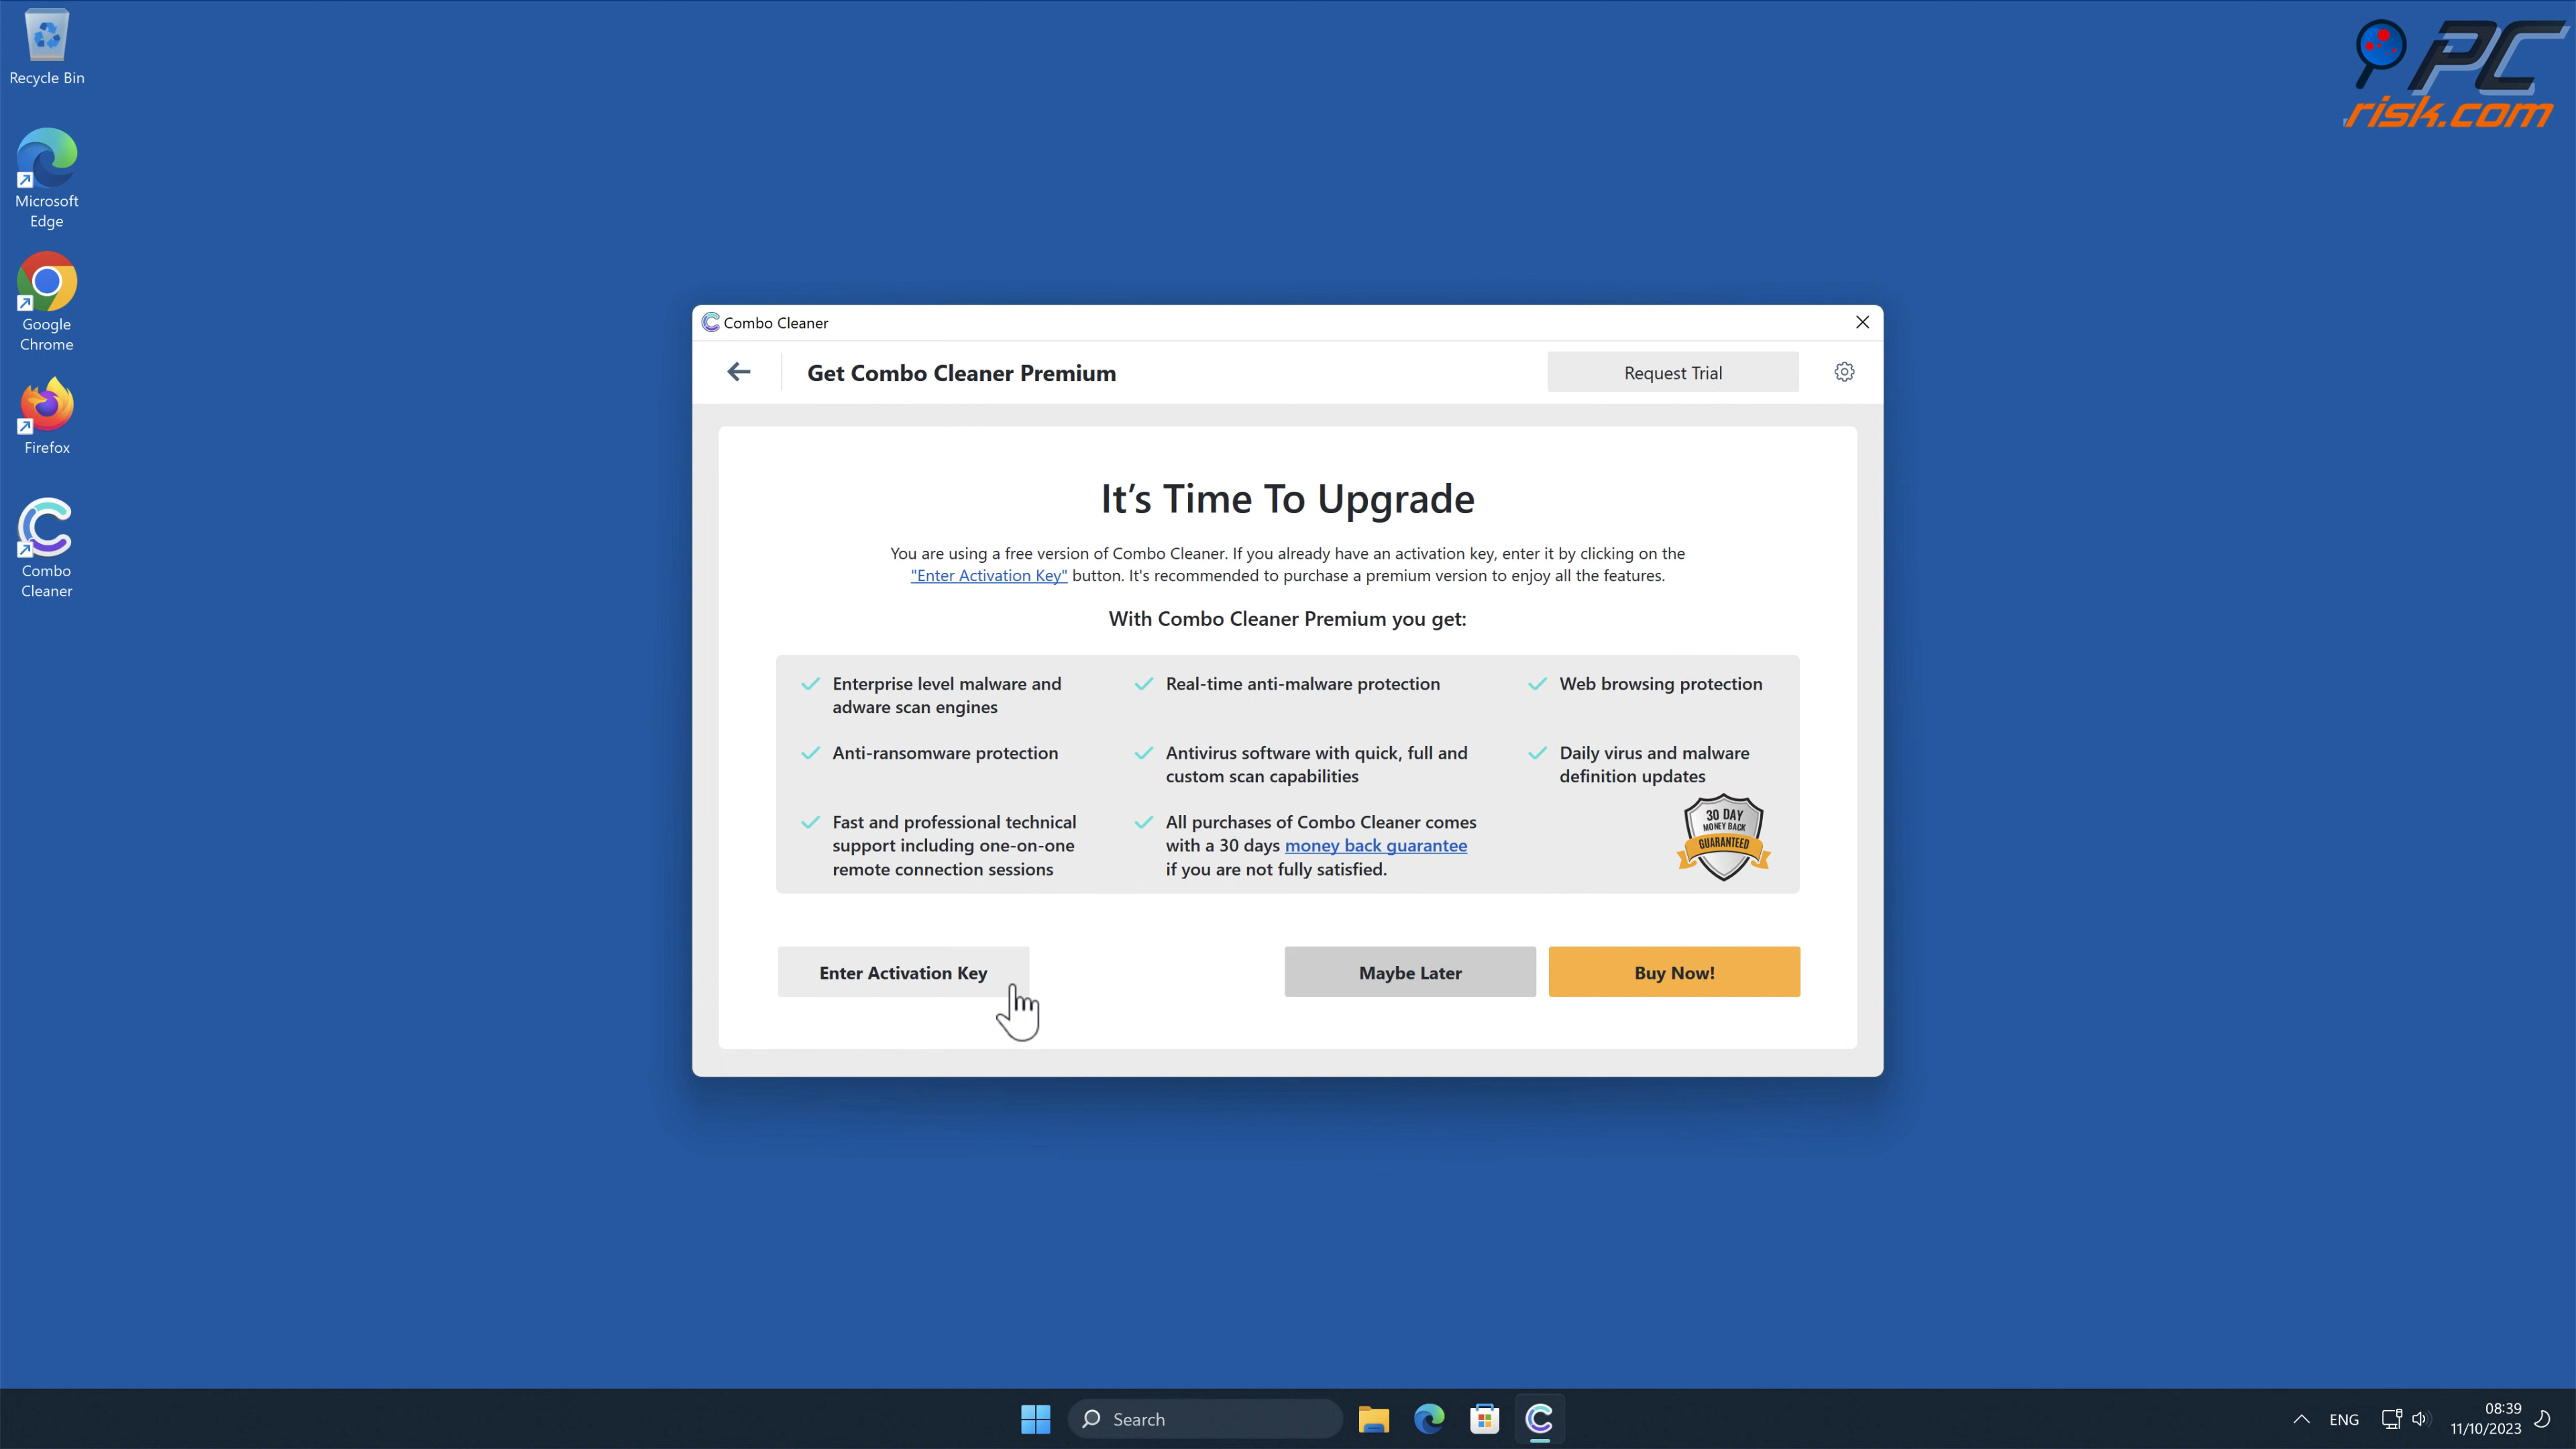 Recycle Bin
Microsoft
Edge
Google
Chrome
Firefox
Combo
Cleaner
PC
risk.com
Combo Cleaner
Get Combo Cleaner Premium
Request Trial
It's Time To Upgrade
You are using a free version of Combo Cleaner. If you already have an activation key, enter it by clicking on the
"Enter Activation Key" button. It's recommended to purchase a premium version to enjoy all the features.
With Combo Cleaner Premium you get:
Enterprise level malware and
adware scan engines
Real-time anti-malware protection
Web browsing protection
Anti-ransomware protection
Antivirus software with quick, full and
custom scan capabilities
Daily virus and malware
definition updates
Fast and professional technical
support including one-on-one
remote connection sessions
All purchases of Combo Cleaner comes
with a 30 days money back guarantee
if you are not fully satisfied.
30 DAY
MONEY BACK
GUARANTEED
Enter Activation Key
Maybe Later
Buy Now!
Search
ENG
08:39
11/10/2023